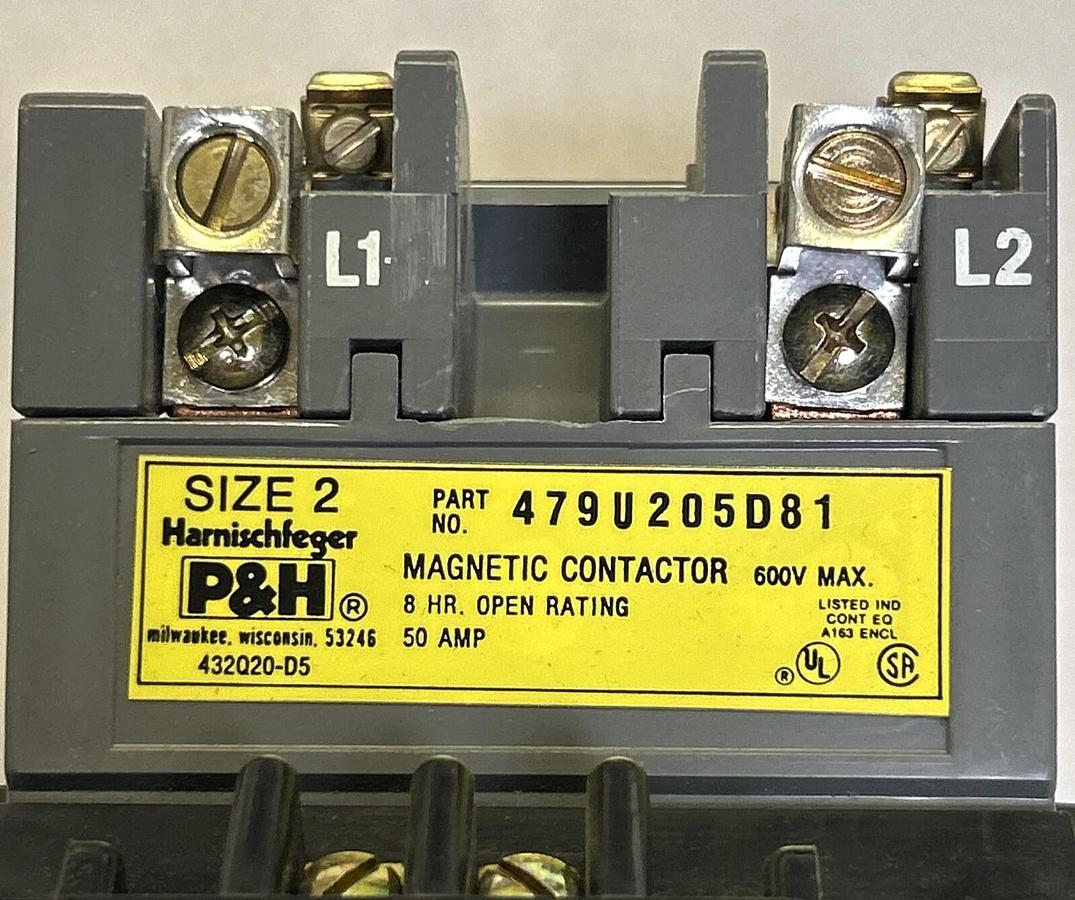 L1 L2
SIZE 2
Harnischfeger
P&H ®
milwaukee, wisconsin, 53246
432Q20-D5
PART NO. 479U205D81
MAGNETIC CONTACTOR 600V MAX.
8 HR. OPEN RATING
50 AMP
LISTED IND
CONT EQ
A163 ENCL
® UL SA